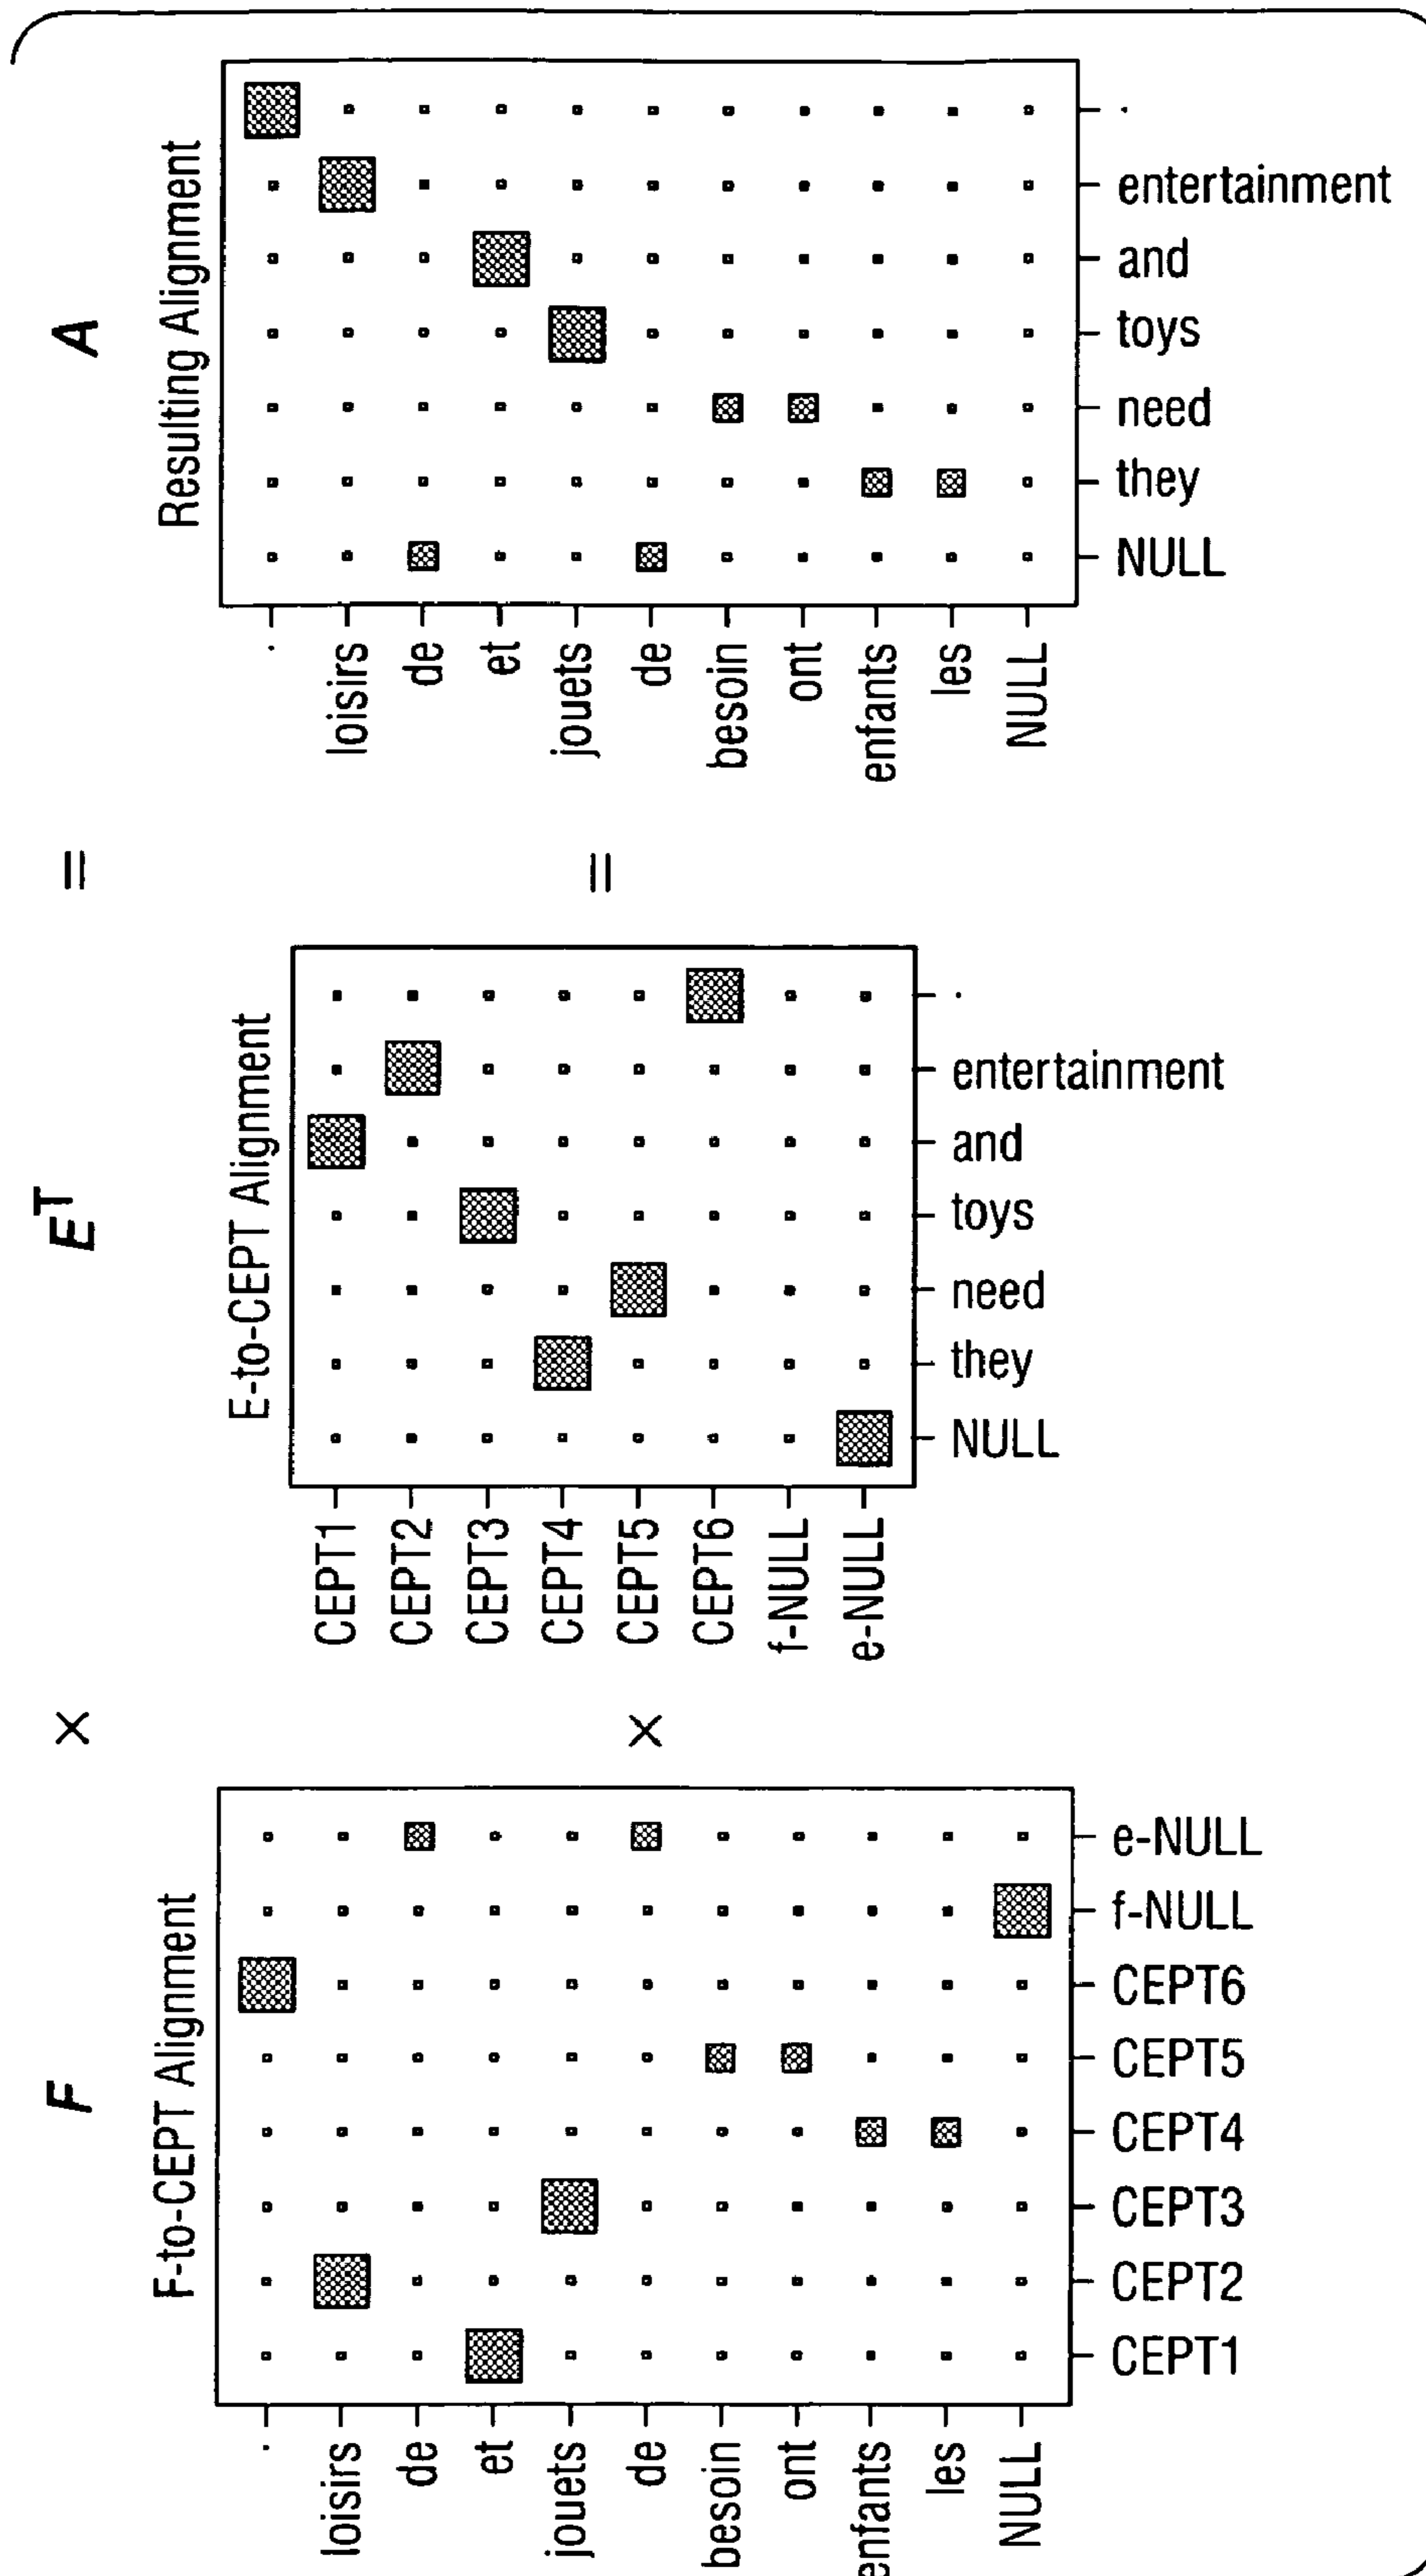 F × Eᵀ = A
F-to-CEPT Alignment
.
loisirs
de
et
jouets
de
besoin
ont
enfants
les
NULL
CEPT1
CEPT2
CEPT3
CEPT4
CEPT5
CEPT6
f-NULL
e-NULL
×
E-to-CEPT Alignment
CEPT1
CEPT2
CEPT3
CEPT4
CEPT5
CEPT6
f-NULL
e-NULL
NULL
they
need
toys
and
entertainment
.
=
Resulting Alignment
.
loisirs
de
et
jouets
de
besoin
ont
enfants
les
NULL
NULL
they
need
toys
and
entertainment
.